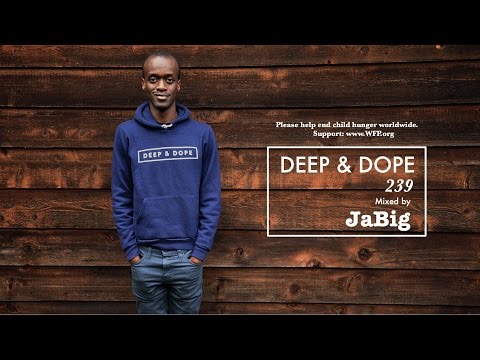 Please help end child hunger worldwide.
Support: www.WFP.org
DEEP & DOPE
239
Mixed by
JaBig
DEEP & DOPE